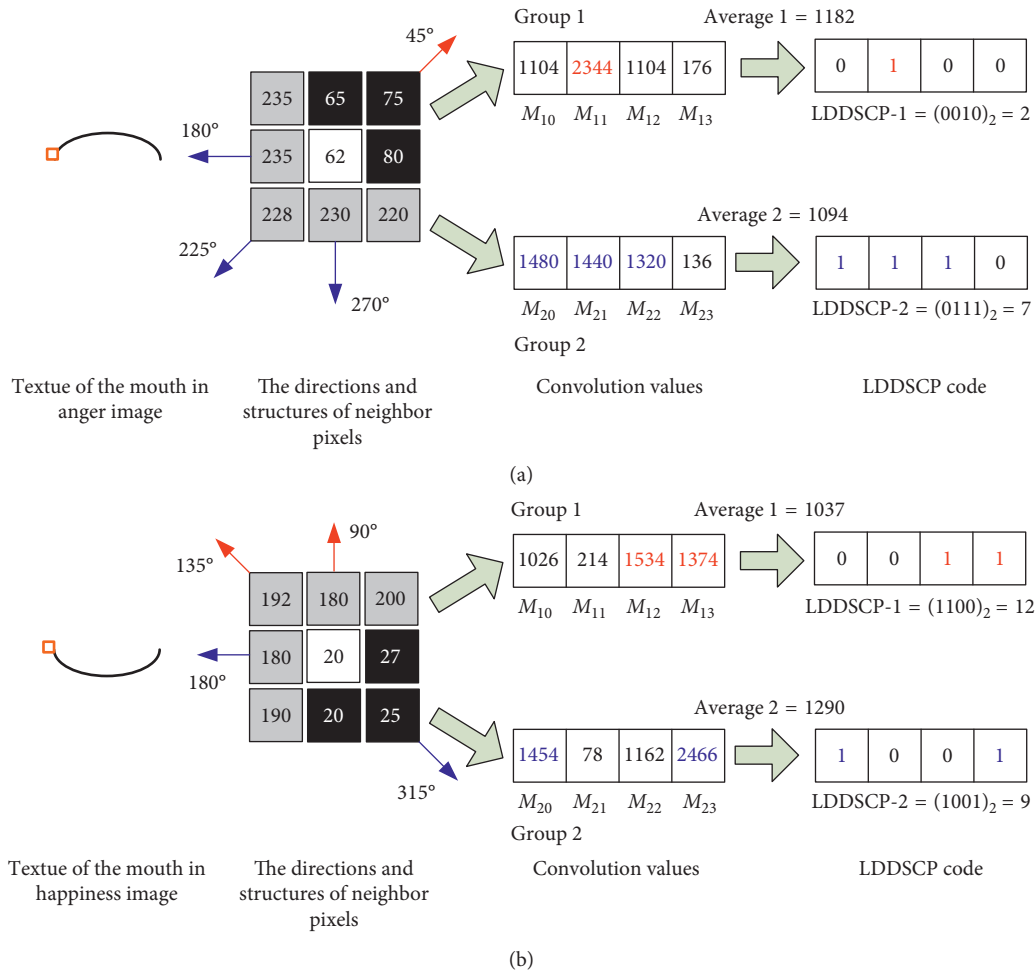 Group 1
Average 1 = 1182
45°
1104 2344 1104 176
0 1 0 0
235 65 75
M10 M11 M12 M13
LDDSCP-1 = (0010)2 = 2
180°
235 62 80
228 230 220
Average 2 = 1094
225°
1480 1440 1320 136
1 1 1 0
270°
M20 M21 M22 M23
LDDSCP-2 = (0111)2 = 7
Group 2
Textue of the mouth in
anger image
The directions and
structures of neighbor
pixels
Convolution values
LDDSCP code
(a)
Group 1
Average 1 = 1037
90°
135°
1026 214 1534 1374
0 0 1 1
192 180 200
M10 M11 M12 M13
LDDSCP-1 = (1100)2 = 12
180 20 27
180°
190 20 25
Average 2 = 1290
1454 78 1162 2466
1 0 0 1
315°
M20 M21 M22 M23
LDDSCP-2 = (1001)2 = 9
Group 2
Textue of the mouth in
happiness image
The directions and
structures of neighbor
pixels
Convolution values
LDDSCP code
(b)